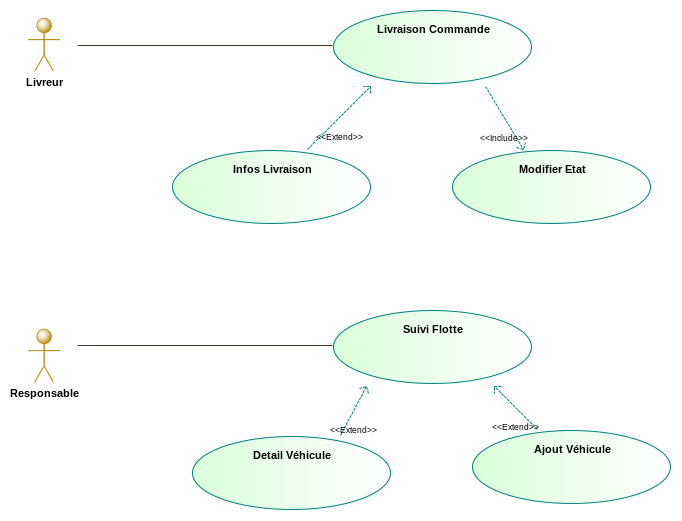 Livraison Commande
Livreur
<<Extend>>
<<Include>>
Infos Livraison
Modifier Etat
Suivi Flotte
Responsable
<<Extend>>
<<Extend>>
Detail Véhicule
Ajout Véhicule